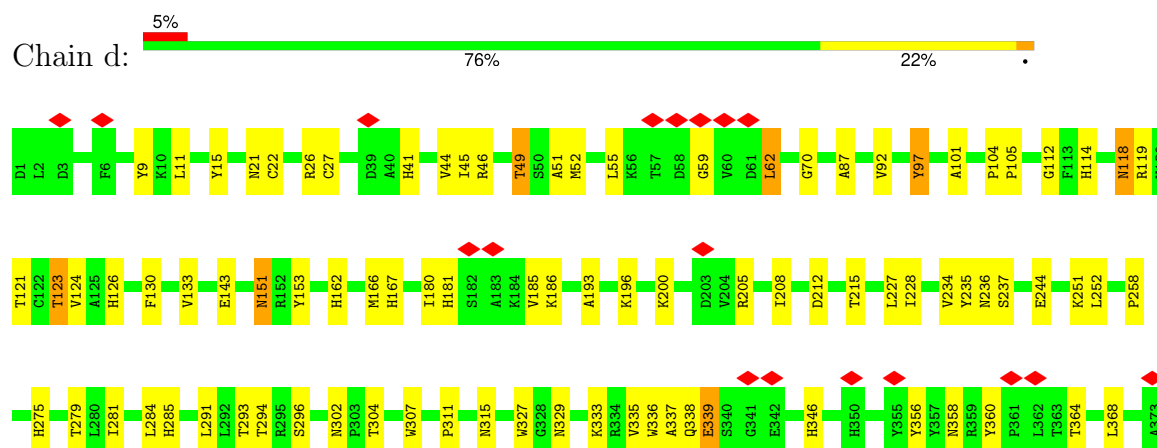 5%
Chain d:
76% 22% •
D1 L2 D3 F6 Y9 K10 L11 Y15 N21 C22 R26 C27 D39 A40 H41 V44 I45 R46 T49 S50 A51 M52 L55 K56 T57 D58 G59 V60 D61 L62 G70 A87 V92 Y97 A101 P104 P105 G112 F113 H114 N118 R119
T121 C122 T123 V124 A125 H126 F130 V133 E143 N151 R152 Y153 H162 M166 H167 I180 H181 S182 A183 K184 V185 K186 A193 K196 K200 D203 V204 R205 I208 D212 T215 L227 I228 V234 Y235 N236 S237 E244 K251 L252 P258
H275 T279 L280 I281 L284 H285 L291 L292 T293 T294 R295 S296 N302 P303 T304 W307 P311 N315 W327 G328 N329 K333 R334 V335 W336 A337 Q338 E339 S340 G341 E342 H346 H350 Y355 Y356 Y357 N358 R359 Y360 P361 L362 T363 T364 L368 A373